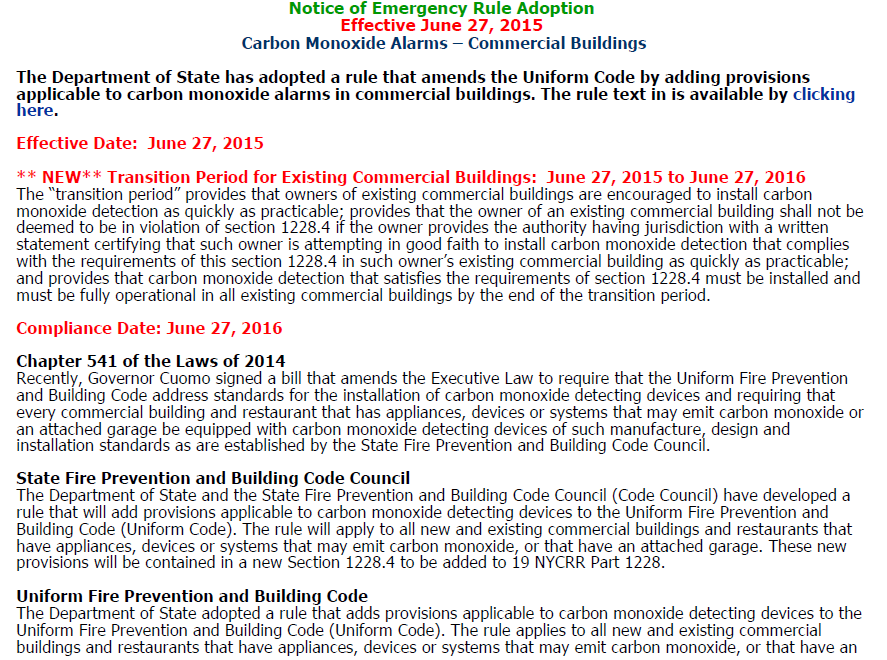 Notice of Emergency Rule Adoption
Effective June 27, 2015
Carbon Monoxide Alarms – Commercial Buildings
The Department of State has adopted a rule that amends the Uniform Code by adding provisions
applicable to carbon monoxide alarms in commercial buildings. The rule text in is available by clicking
here.
Effective Date:  June 27, 2015
** NEW** Transition Period for Existing Commercial Buildings:  June 27, 2015 to June 27, 2016
The “transition period” provides that owners of existing commercial buildings are encouraged to install carbon
monoxide detection as quickly as practicable; provides that the owner of an existing commercial building shall not be
deemed to be in violation of section 1228.4 if the owner provides the authority having jurisdiction with a written
statement certifying that such owner is attempting in good faith to install carbon monoxide detection that complies
with the requirements of this section 1228.4 in such owner’s existing commercial building as quickly as practicable;
and provides that carbon monoxide detection that satisfies the requirements of section 1228.4 must be installed and
must be fully operational in all existing commercial buildings by the end of the transition period.
Compliance Date: June 27, 2016
Chapter 541 of the Laws of 2014
Recently, Governor Cuomo signed a bill that amends the Executive Law to require that the Uniform Fire Prevention
and Building Code address standards for the installation of carbon monoxide detecting devices and requiring that
every commercial building and restaurant that has appliances, devices or systems that may emit carbon monoxide or
an attached garage be equipped with carbon monoxide detecting devices of such manufacture, design and
installation standards as are established by the State Fire Prevention and Building Code Council.
State Fire Prevention and Building Code Council
The Department of State and the State Fire Prevention and Building Code Council (Code Council) have developed a
rule that will add provisions applicable to carbon monoxide detecting devices to the Uniform Fire Prevention and
Building Code (Uniform Code). The rule will apply to all new and existing commercial buildings and restaurants that
have appliances, devices or systems that may emit carbon monoxide, or that have an attached garage. These new
provisions will be contained in a new Section 1228.4 to be added to 19 NYCRR Part 1228.
Uniform Fire Prevention and Building Code
The Department of State adopted a rule that adds provisions applicable to carbon monoxide detecting devices to the
Uniform Fire Prevention and Building Code (Uniform Code). The rule applies to all new and existing commercial
buildings and restaurants that have appliances, devices or systems that may emit carbon monoxide, or that have an